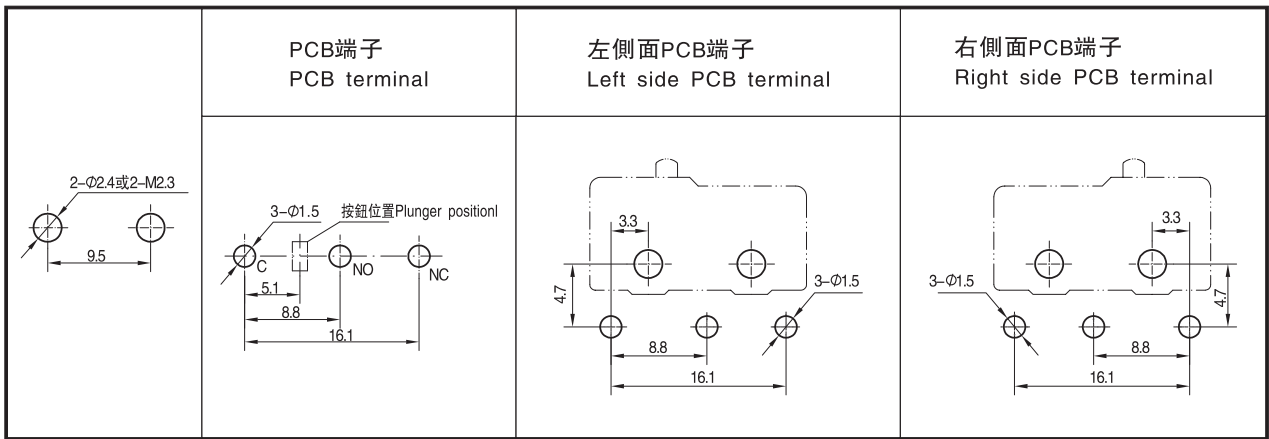 PCB端子
PCB terminal
左側面PCB端子
Left side PCB terminal
右側面PCB端子
Right side PCB terminal
2-Φ2.4或2-M2.3
9.5
3-Φ1.5
按鈕位置Plunger positionl
C
NO
NC
5.1
8.8
16.1
3.3
4.7
3-Φ1.5
8.8
16.1
3.3
3-Φ1.5
4.7
8.8
16.1